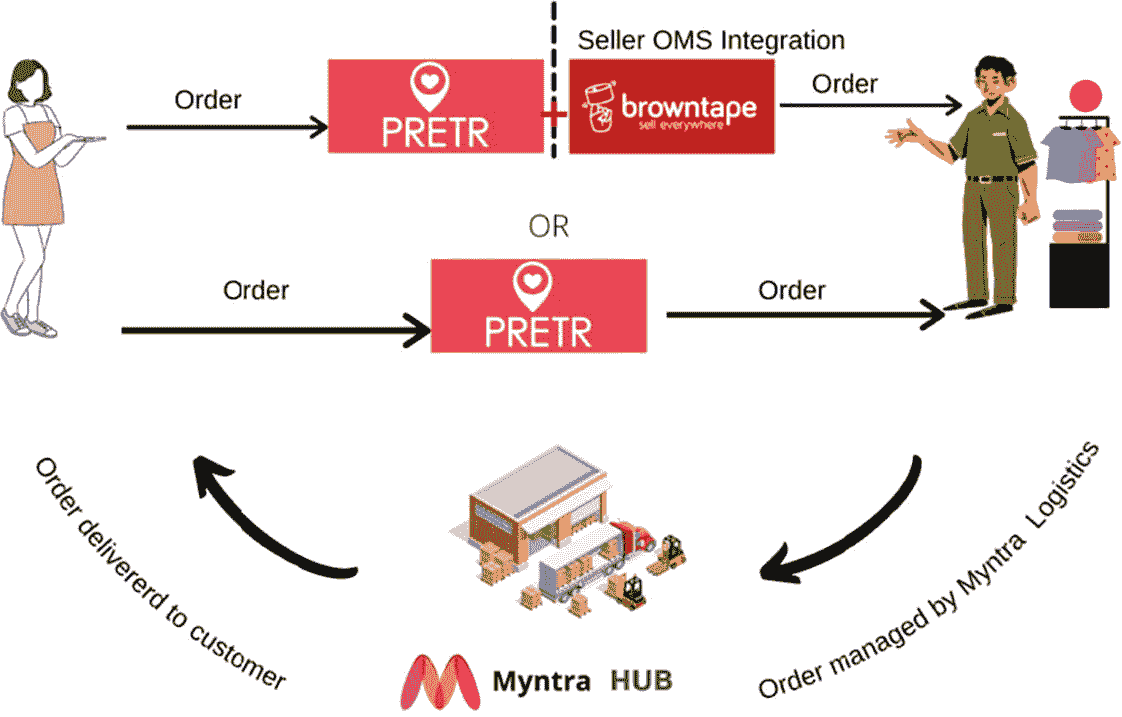 Seller OMS Integration
Order
PRETR
browntape
sell everywhere
Order
OR
Order
PRETR
Order
Order delivererd to customer
Order managed by Myntra Logistics
Myntra HUB